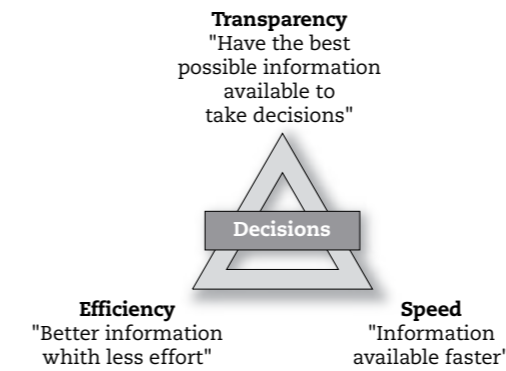 Transparency
"Have the best
possible information
available to
take decisions"
Decisions
Efficiency
"Better information
whith less effort"
Speed
"Information
available faster'